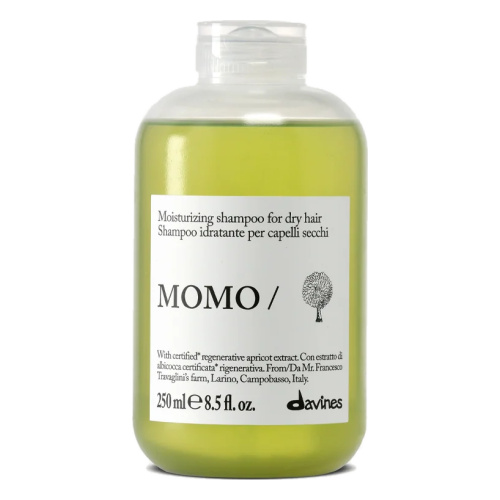 Moisturizing shampoo for dry hair
Shampoo idratante per capelli secchi
MOMO /
With certified* regenerative apricot extract. Con estratto di
albicocca certificata* rigenerativa. From/Da Mr. Francesco
Travaglini's farm, Larino, Campobasso, Italy.
250 ml ℮ 8.5 fl. oz.
davines